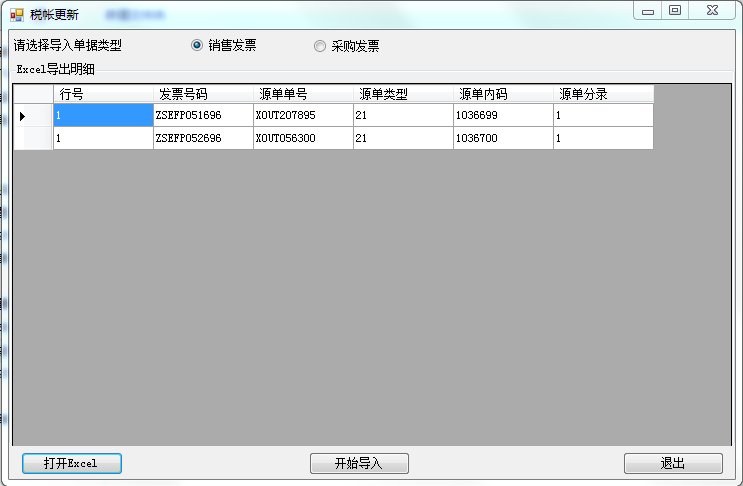 税帐更新
请选择导入单据类型 销售发票 采购发票
Excel导出明细
行号 发票号码 源单单号 源单类型 源单内码 源单分录
1 ZSEFP051696 XOUT207895 21 1036699 1
1 ZSEFP052696 XOUT056300 21 1036700 1
打开Excel 开始导入 退出